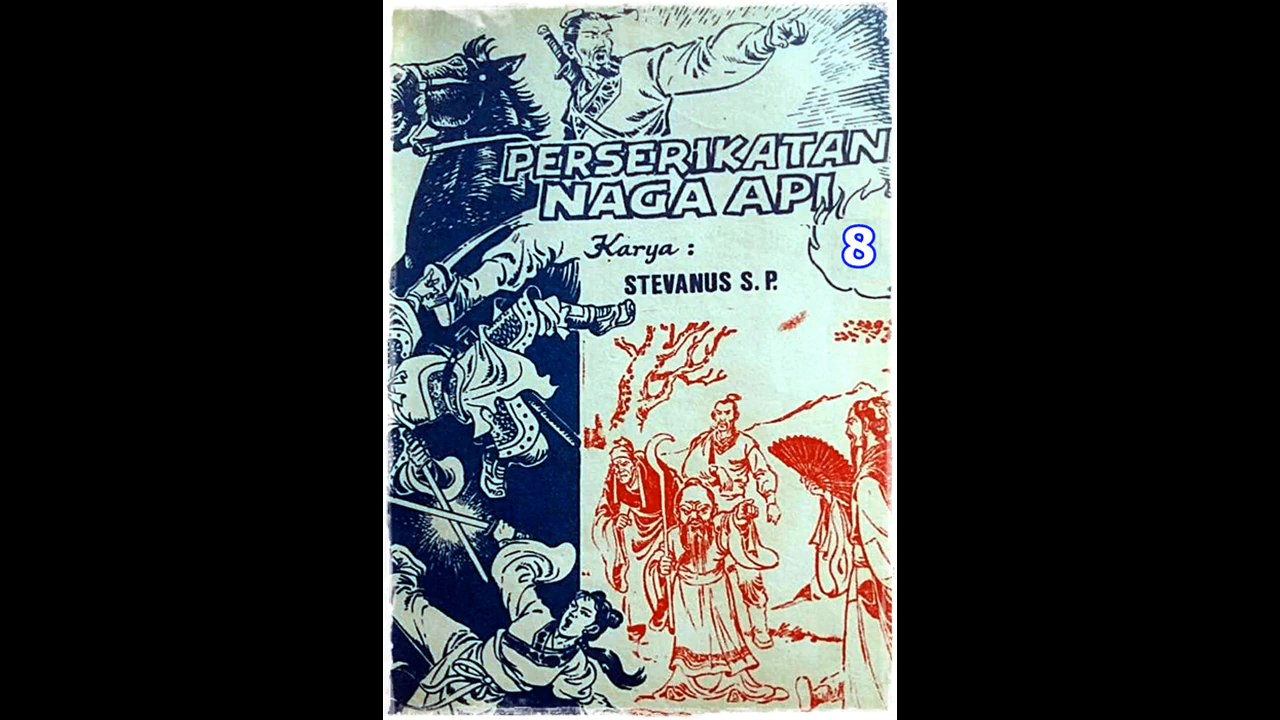 PERSERIKATAN
NAGA API
8
Karya :
STEVANUS S. P.